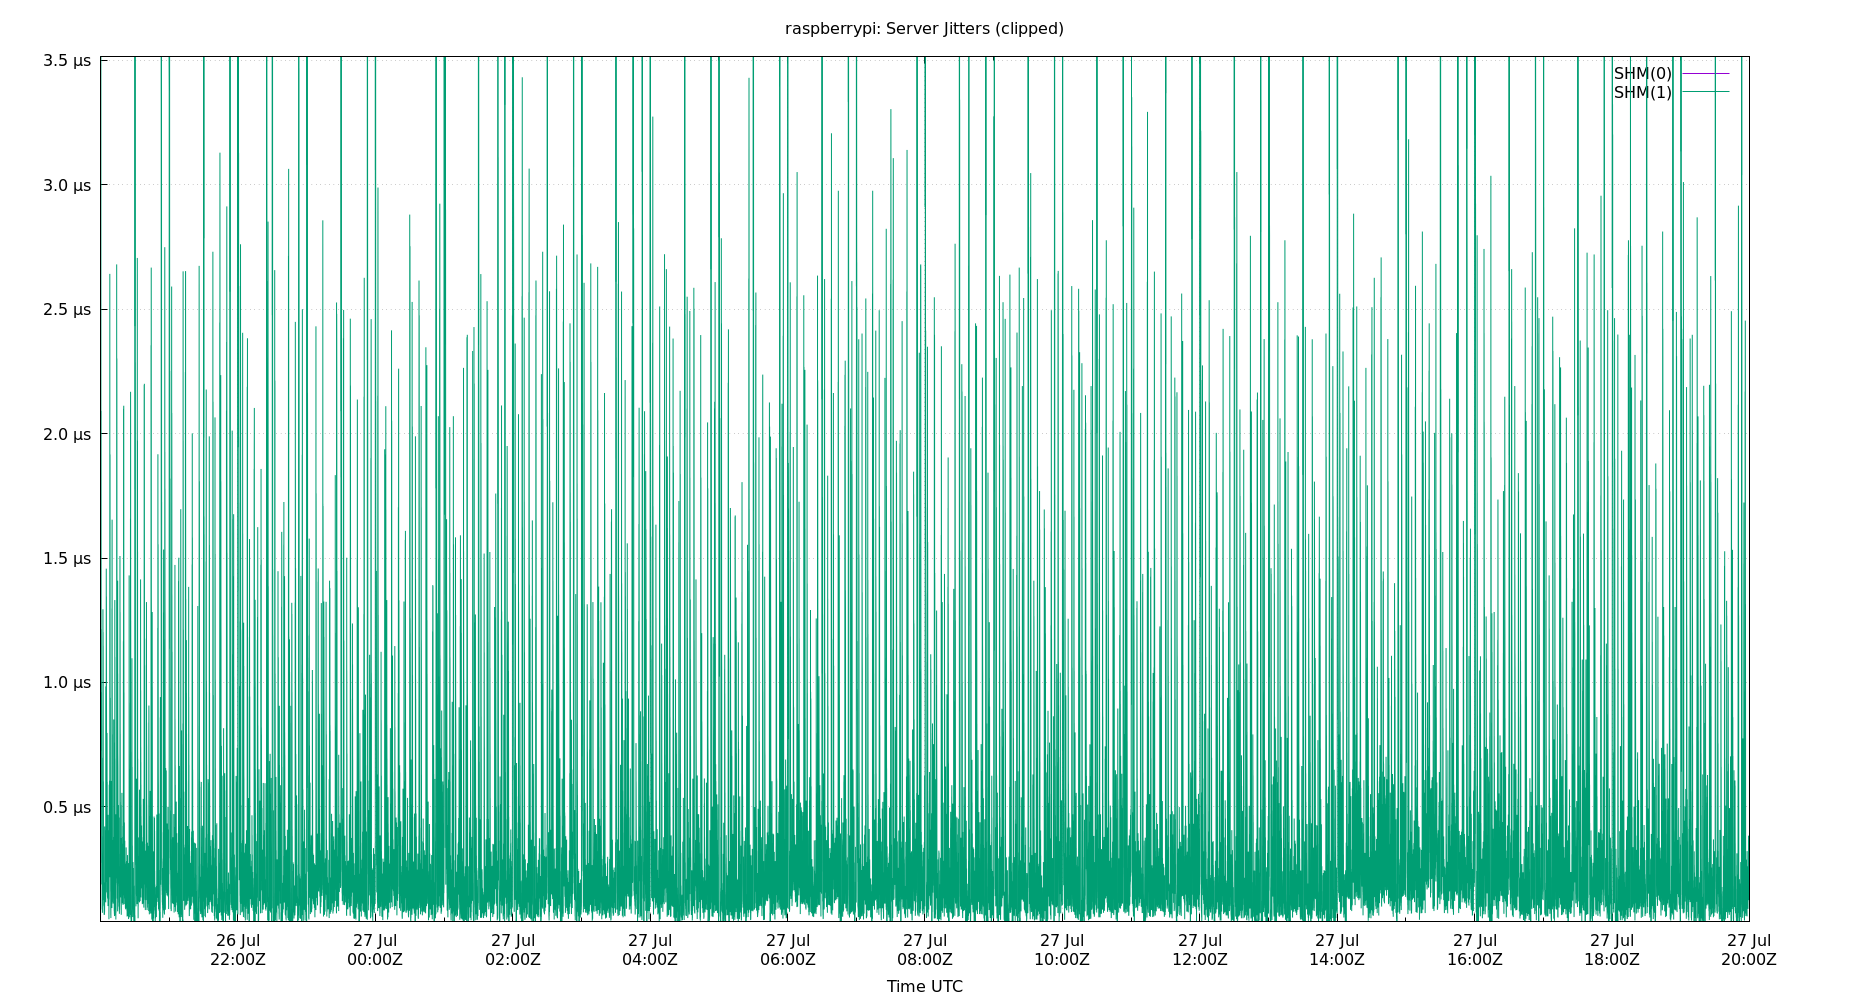 raspberrypi: Server Jitters (clipped)
3.5 µs
3.0 µs
2.5 µs
2.0 µs
1.5 µs
1.0 µs
0.5 µs
SHM(0)
SHM(1)
26 Jul
22:00Z
27 Jul
00:00Z
27 Jul
02:00Z
27 Jul
04:00Z
27 Jul
06:00Z
27 Jul
08:00Z
27 Jul
10:00Z
27 Jul
12:00Z
27 Jul
14:00Z
27 Jul
16:00Z
27 Jul
18:00Z
27 Jul
20:00Z
Time UTC